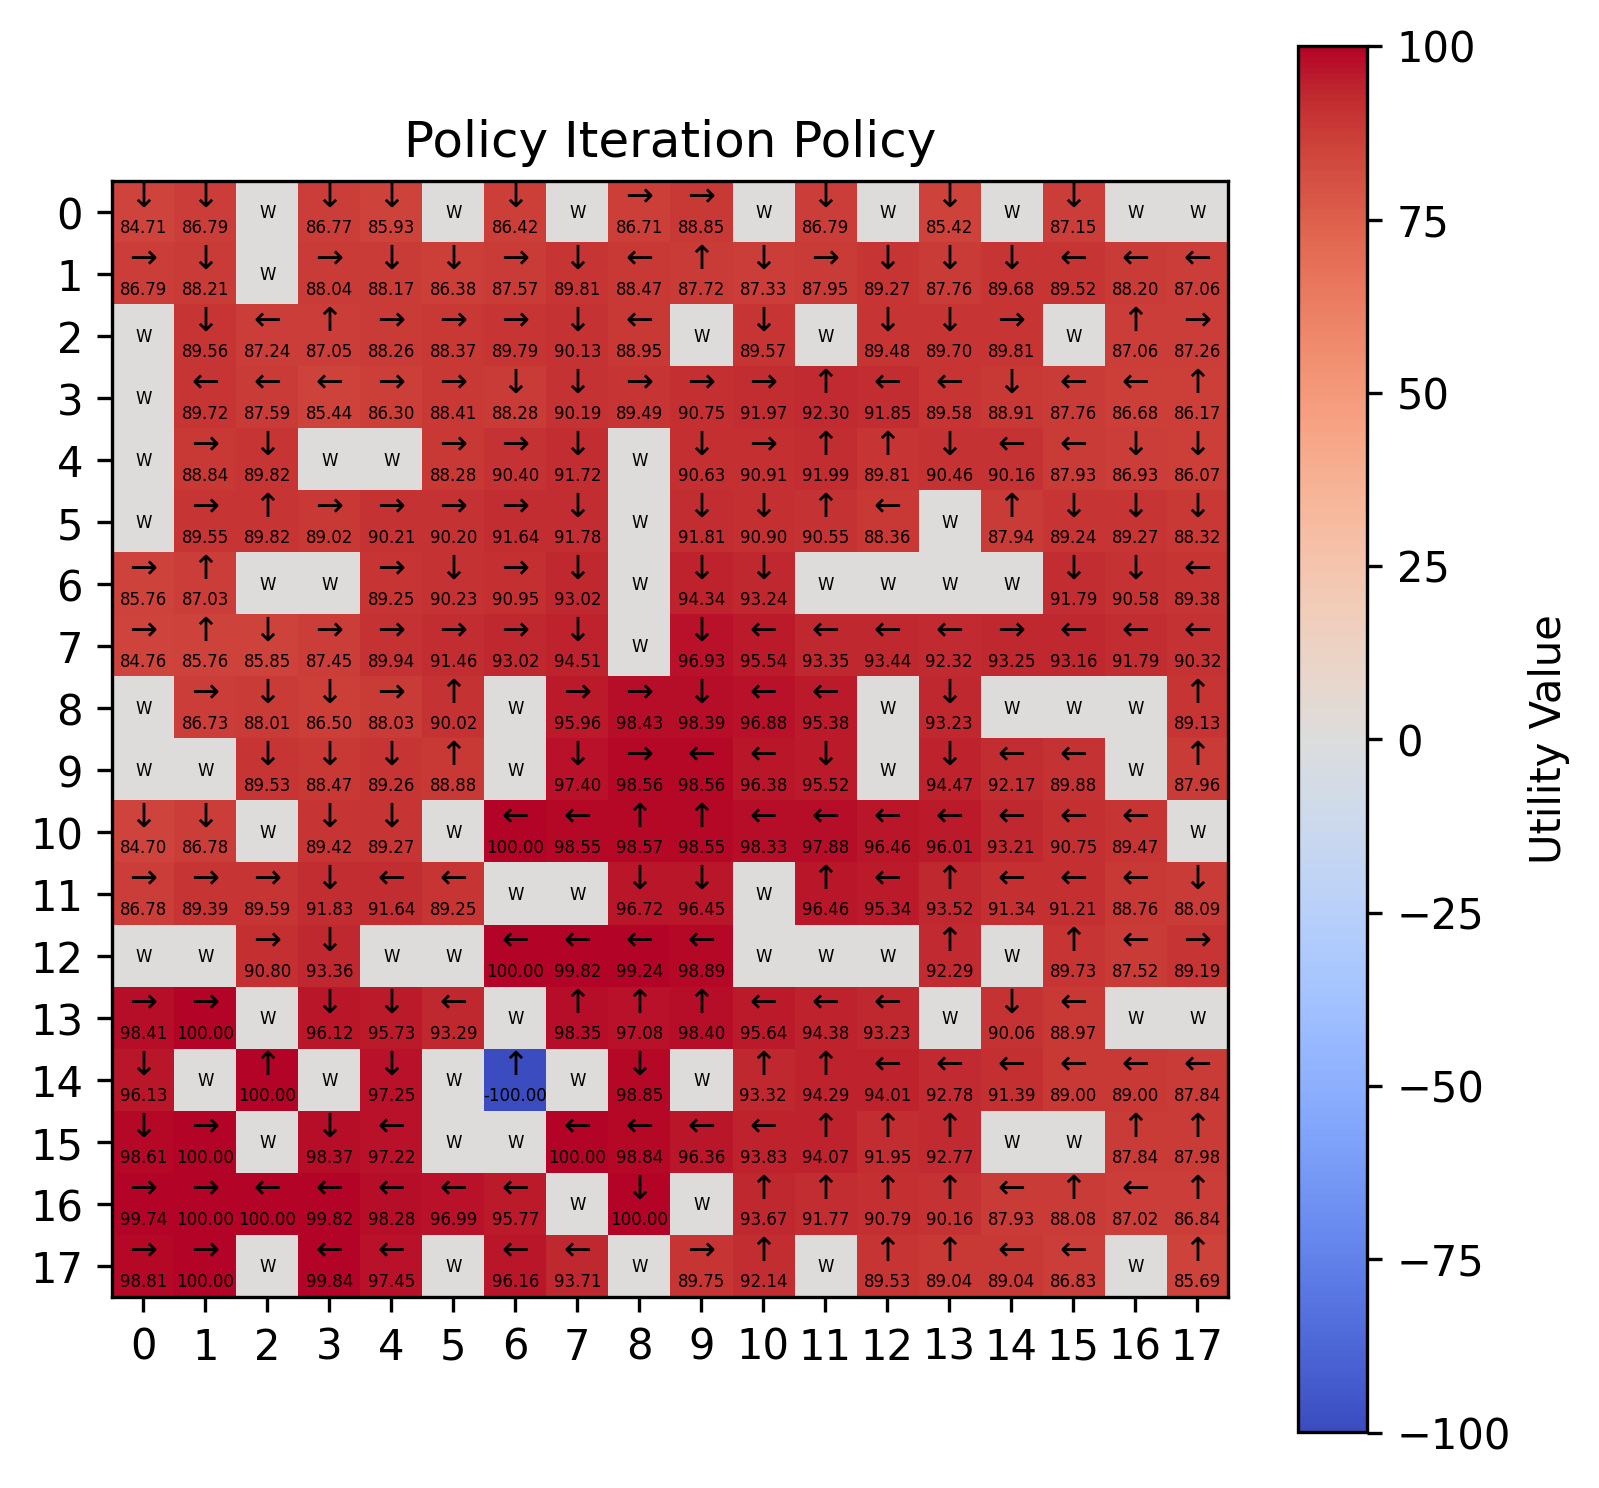 Policy Iteration Policy
0 ↓ ↓ W ↓ ↓ W ↓ W → → W ↓ W ↓ W ↓ W W
84.71 86.79 86.77 85.93 86.42 86.71 88.85 86.79 85.42 87.15
1 → ↓ W → ↓ ↓ → ↓ ← ↑ ↓ → ↓ ↓ ↓ ← ← ←
86.79 88.21 88.04 88.17 86.38 87.57 89.81 88.47 87.72 87.33 87.95 89.27 87.76 89.68 89.52 88.20 87.06
2 W ↓ ← ↑ → → → ↓ ← W ↓ W ↓ ↓ → W ↑ →
89.56 87.24 87.05 88.26 88.37 89.79 90.13 88.95 89.57 89.48 89.70 89.81 87.06 87.26
3 W ← ← ← → → ↓ ↓ → → → ↑ ← ← ↓ ← ← ↑
89.72 87.59 85.44 86.30 88.41 88.28 90.19 89.49 90.75 91.97 92.30 91.85 89.58 88.91 87.76 86.68 86.17
4 W → ↓ W W → → ↓ W ↓ → ↑ ↑ ↓ ← ← ↓ ↓
88.84 89.82 88.28 90.40 91.72 90.63 90.91 91.99 89.81 90.46 90.16 87.93 86.93 86.07
5 W → ↑ → → → → ↓ W ↓ ↓ ↑ ← W ↑ ↓ ↓ ↓
89.55 89.82 89.02 90.21 90.20 91.64 91.78 91.81 90.90 90.55 88.36 87.94 89.24 89.27 88.32
6 → ↑ W W → ↓ → ↓ W ↓ ↓ W W W W ↓ ↓ ←
85.76 87.03 89.25 90.23 90.95 93.02 94.34 93.24 91.79 90.58 89.38
7 → ↑ ↓ → → → → ↓ W ↓ ← ← ← ← → ← ← ←
84.76 85.76 85.85 87.45 89.94 91.46 93.02 94.51 96.93 95.54 93.35 93.44 92.32 93.25 93.16 91.79 90.32
8 W → ↓ ↓ → ↑ W → → ↓ ← ← W ↓ W W W ↑
86.73 88.01 86.50 88.03 90.02 95.96 98.43 98.39 96.88 95.38 93.23 89.13
9 W W ↓ ↓ ↓ ↑ W ↓ → ← ← ↓ W ↓ ← ← W ↑
89.53 88.47 89.26 88.88 97.40 98.56 98.56 96.38 95.52 94.47 92.17 89.88 87.96
10 ↓ ↓ W ↓ ↓ W ← ← ↑ ↑ ← ← ← ← ← ← ← W
84.70 86.78 89.42 89.27 100.00 98.55 98.57 98.55 98.33 97.88 96.46 96.01 93.21 90.75 89.47
11 → → → ↓ ← ← W W ↓ ↓ W ↑ ← ↑ ← ← ← ↓
86.78 89.39 89.59 91.83 91.64 89.25 96.72 96.45 96.46 95.34 93.52 91.34 91.21 88.76 88.09
12 W W → ↓ W W ← ← ← ← W W W ↑ W ↑ ← →
90.80 93.36 100.00 99.82 99.24 98.89 92.29 89.73 87.52 89.19
13 → → W ↓ ↓ ← W ↑ ↑ ↑ ← ← ← W ↓ ← W W
98.41 100.00 96.12 95.73 93.29 98.35 97.08 98.40 95.64 94.38 93.23 90.06 88.97
14 ↓ W ↑ W ↓ W ↑ W ↓ W ↑ ↑ ← ← ← ← ← ←
96.13 100.00 97.25 -100.00 98.85 93.32 94.29 94.01 92.78 91.39 89.00 89.00 87.84
15 ↓ → W ↓ ← W W ← ← ← ← ↑ ↑ ↑ W W ↑ ↑
98.61 100.00 98.37 97.22 100.00 98.84 96.36 93.83 94.07 91.95 92.77 87.84 87.98
16 → → ← ← ← ← ← W ↓ W ↑ ↑ ↑ ↑ ← ↑ ← ↑
99.74 100.00 100.00 99.82 98.28 96.99 95.77 100.00 93.67 91.77 90.79 90.16 87.93 88.08 87.02 86.84
17 → → W ← ← W ← ← W → ↑ W ↑ ↑ ← ← W ↑
98.81 100.00 99.84 97.45 96.16 93.71 89.75 92.14 89.53 89.04 89.04 86.83 85.69
0 1 2 3 4 5 6 7 8 9 10 11 12 13 14 15 16 17
100
75
50
25
0
−25
−50
−75
−100
Utility Value